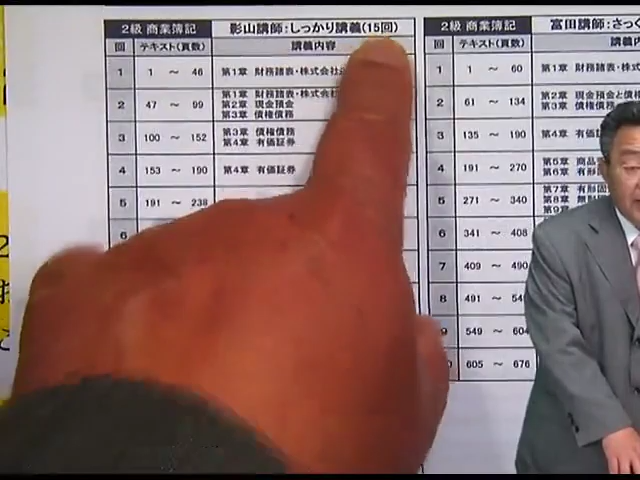 2級 商業簿記 影山講師:しっかり講義(15回)
回 テキスト(頁数) 講義内容
1 1 ～ 46 第1章 財務諸表・株式会社
2 47 ～ 99 第1章 財務諸表・株式会社
第2章 現金預金
第3章 債権債務
3 100 ～ 152 第3章 債権債務
第4章 有価証券
4 153 ～ 190 第4章 有価証券
5 191 ～ 238
6
2級 商業簿記 富田講師:さっく
回 テキスト(頁数) 講義内
1 1 ～ 60 第1章 財務諸表・株式
2 61 ～ 134 第2章 現金預金
第3章 債権債務
3 135 ～ 190 第4章 有価証
4 191 ～ 270 第5章 商品
第6章 有形
5 271 ～ 340 第7章 有形固
第8章 無
第9章
6 341 ～ 408
7 409 ～ 490
8 491 ～ 54
9 549 ～ 604
10 605 ～ 676